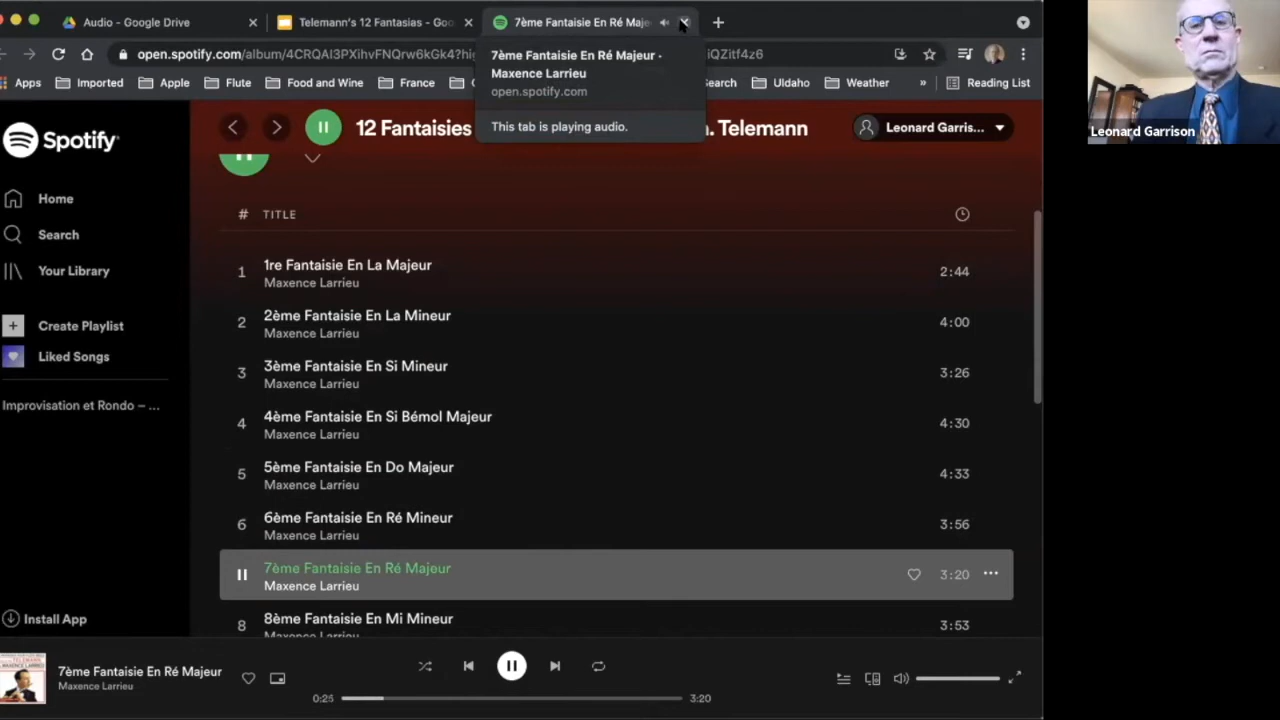 Audio - Google Drive
Telemann's 12 Fantasias - Goo
7ème Fantaisie En Ré Maje
open.spotify.com/album/4CRQAI3PXihvFNQrw6kGk4?hi
iQZitf4z6
7ème Fantaisie En Ré Majeur -
Maxence Larrieu
open.spotify.com
This tab is playing audio.
Apps
Imported
Apple
Flute
Food and Wine
France
Search
UIdaho
Weather
»
Reading List
Leonard Garrison
Spotify
12 Fantaisies
. Telemann
Leonard Garris...
Home
Search
Your Library
Create Playlist
Liked Songs
Improvisation et Rondo – ...
Install App
# TITLE
1 1re Fantaisie En La Majeur 2:44
Maxence Larrieu
2 2ème Fantaisie En La Mineur 4:00
Maxence Larrieu
3 3ème Fantaisie En Si Mineur 3:26
Maxence Larrieu
4 4ème Fantaisie En Si Bémol Majeur 4:30
Maxence Larrieu
5 5ème Fantaisie En Do Majeur 4:33
Maxence Larrieu
6 6ème Fantaisie En Ré Mineur 3:56
Maxence Larrieu
7ème Fantaisie En Ré Majeur 3:20
Maxence Larrieu
8 8ème Fantaisie En Mi Mineur 3:53
Maxence Larrieu
7ème Fantaisie En Ré Majeur
Maxence Larrieu
0:25
3:20